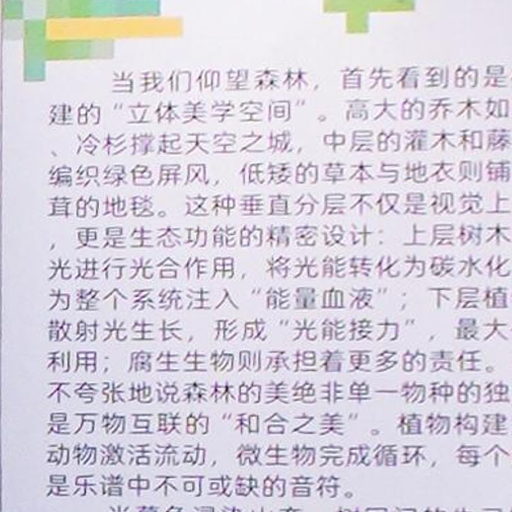 当我们仰望森林，首先看到的是
建的“立体美学空间”。高大的乔木如
、冷杉撑起天空之城，中层的灌木和藤
编织绿色屏风，低矮的草本与地衣则铺
茸的地毯。这种垂直分层不仅是视觉上
，更是生态功能的精密设计：上层树木
光进行光合作用，将光能转化为碳水化
为整个系统注入“能量血液”；下层植
散射光生长，形成“光能接力”，最大
利用；腐生生物则承担着更多的责任。
不夸张地说森林的美绝非单一物种的独
是万物互联的“和合之美”。植物构建
动物激活流动，微生物完成循环，每个
是乐谱中不可或缺的音符。